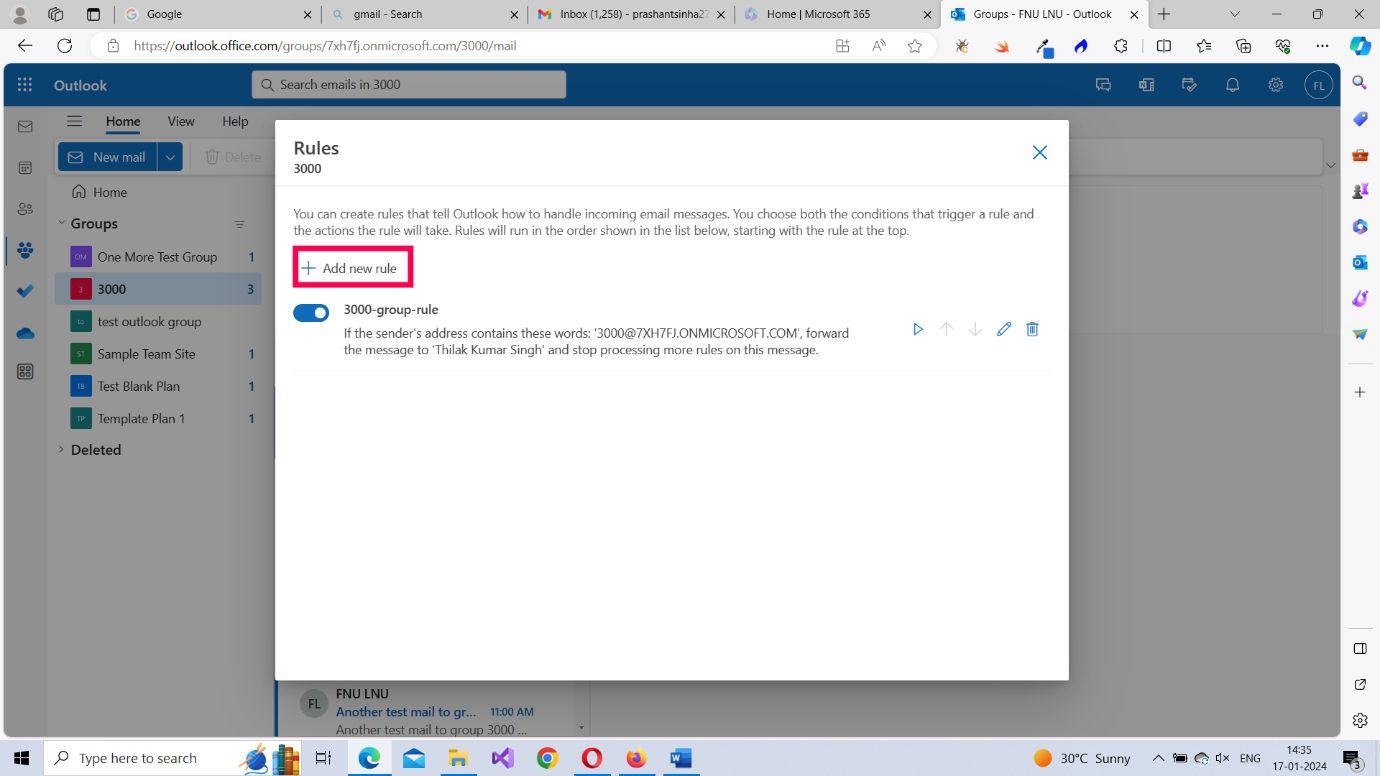 Google
gmail - Search
Inbox (1,258) - prashantsinha27
Home | Microsoft 365
Groups - FNU LNU - Outlook
https://outlook.office.com/groups/7xh7fj.onmicrosoft.com/3000/mail
Outlook
Search emails in 3000
FL
Home
View
Help
New mail
Delete
Home
Groups
OM
One More Test Group
1
3
3000
3
to
test outlook group
ST
Sample Team Site
1
TB
Test Blank Plan
1
TP
Template Plan 1
1
Deleted
Rules
3000
You can create rules that tell Outlook how to handle incoming email messages. You choose both the conditions that trigger a rule and
the actions the rule will take. Rules will run in the order shown in the list below, starting with the rule at the top.
Add new rule
3000-group-rule
If the sender's address contains these words: '3000@7XH7FJ.ONMICROSOFT.COM', forward
the message to 'Thilak Kumar Singh' and stop processing more rules on this message.
FL
FNU LNU
Another test mail to gr...
11:00 AM
Another test mail to group 3000 ...
Type here to search
30°C Sunny
ENG
14:35
17-01-2024
3